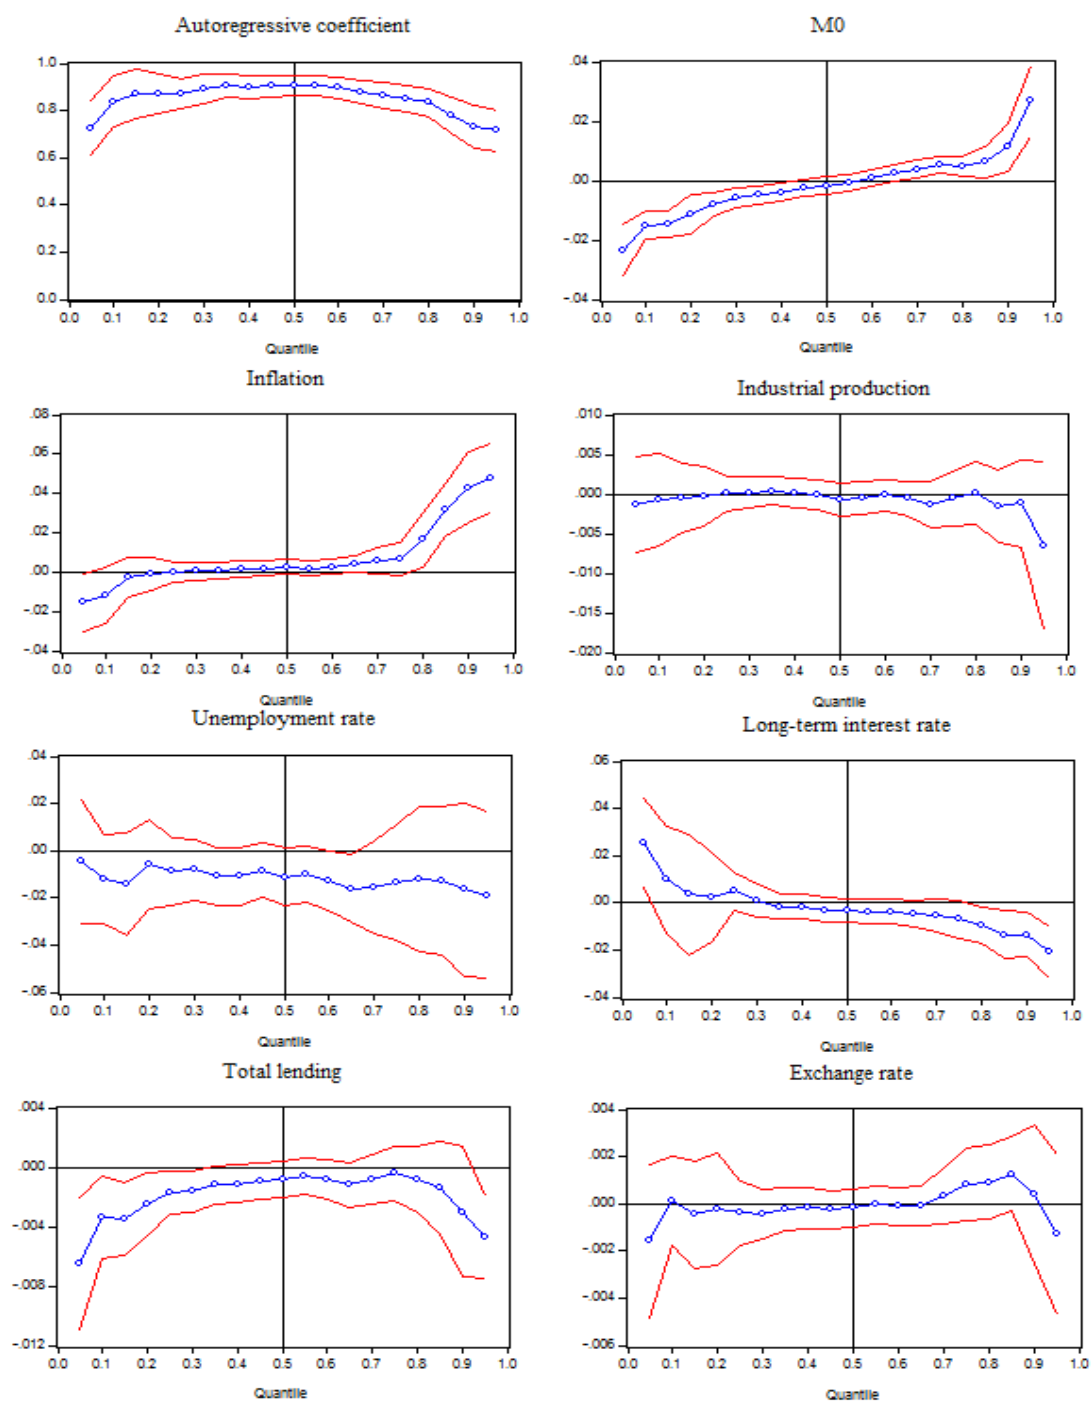 Autoregressive coefficient
1.0
0.8
0.6
0.4
0.2
0.0
0.0 0.1 0.2 0.3 0.4 0.5 0.6 0.7 0.8 0.9 1.0
Quantile
M0
.04
.02
.00
-.02
-.04
0.0 0.1 0.2 0.3 0.4 0.5 0.6 0.7 0.8 0.9 1.0
Quantile
Inflation
.08
.06
.04
.02
.00
-.02
-.04
0.0 0.1 0.2 0.3 0.4 0.5 0.6 0.7 0.8 0.9 1.0
Quantile
Industrial production
.010
.005
.000
-.005
-.010
-.015
-.020
0.0 0.1 0.2 0.3 0.4 0.5 0.6 0.7 0.8 0.9 1.0
Quantile
Unemployment rate
.04
.02
.00
-.02
-.04
-.06
0.0 0.1 0.2 0.3 0.4 0.5 0.6 0.7 0.8 0.9 1.0
Quantile
Long-term interest rate
.06
.04
.02
.00
-.02
-.04
0.0 0.1 0.2 0.3 0.4 0.5 0.6 0.7 0.8 0.9 1.0
Quantile
Total lending
.004
.000
-.004
-.008
-.012
0.0 0.1 0.2 0.3 0.4 0.5 0.6 0.7 0.8 0.9 1.0
Quantile
Exchange rate
.004
.002
.000
-.002
-.004
-.006
0.0 0.1 0.2 0.3 0.4 0.5 0.6 0.7 0.8 0.9 1.0
Quantile